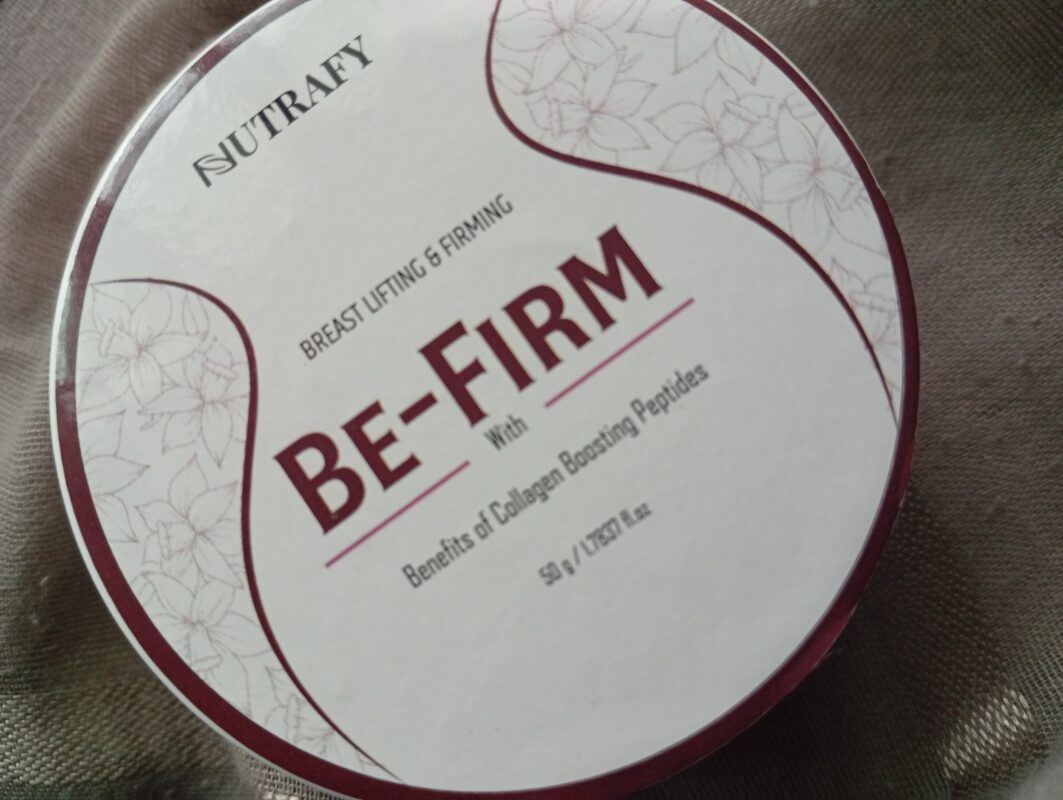 NUTRAFY
BREAST LIFTING & FIRMING
BE-FIRM
With
Benefits of Collagen Boosting Peptides
50 g / 1.7637 fl.oz